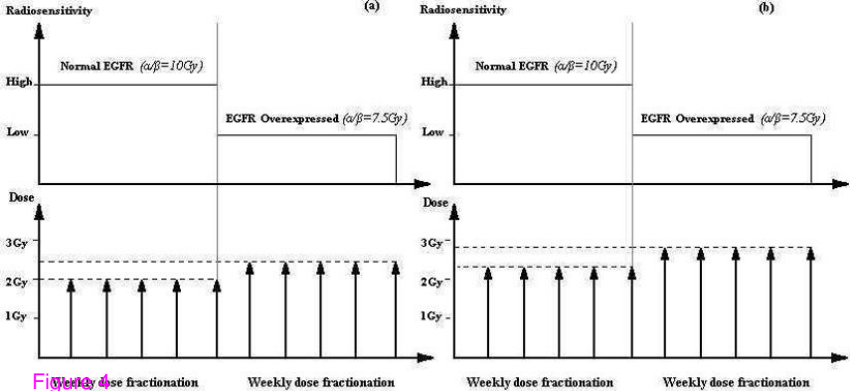 Radiosensitivity
(a)
Normal EGFR (α/β=10Gy)
High
EGFR Overexpressed (α/β=7.5Gy)
Low
Dose
3Gy
2Gy
1Gy
Weekly dose fractionation
Weekly dose fractionation
Radiosensitivity
(b)
Normal EGFR (α/β=10Gy)
High
EGFR Overexpressed (α/β=7.5Gy)
Low
Dose
3Gy
2Gy
1Gy
Weekly dose fractionation
Weekly dose fractionation
Figure 4